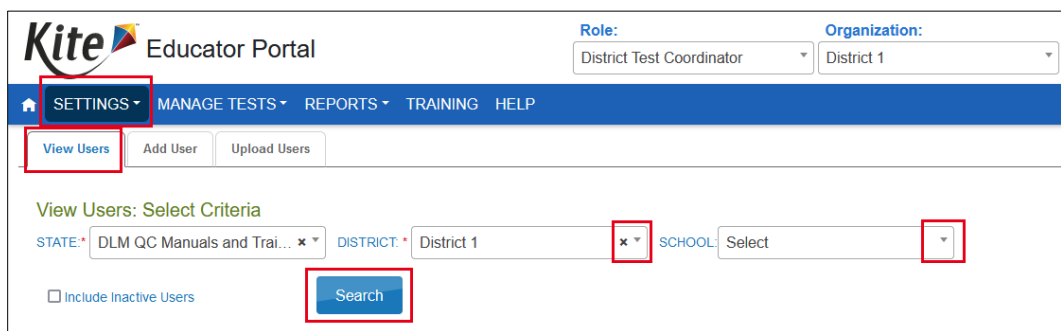 Kite Educator Portal
Role: Organization:
District Test Coordinator District 1
SETTINGS MANAGE TESTS REPORTS TRAINING HELP
View Users Add User Upload Users
View Users: Select Criteria
STATE:* DLM QC Manuals and Trai... × DISTRICT: * District 1 × SCHOOL: Select
Include Inactive Users Search